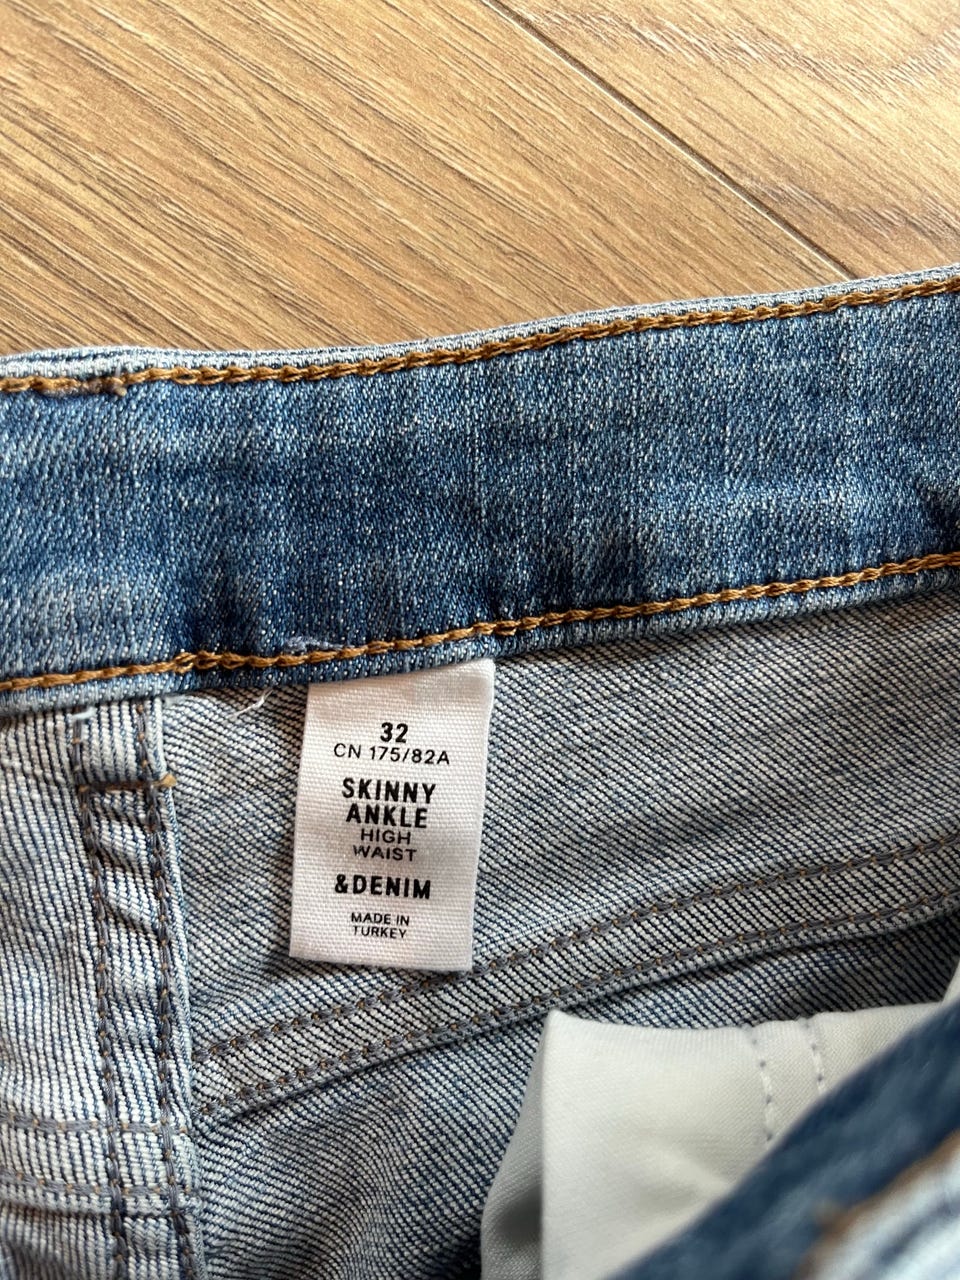 32
CN 175/82A
SKINNY
ANKLE
HIGH
WAIST
&DENIM
MADE IN
TURKEY